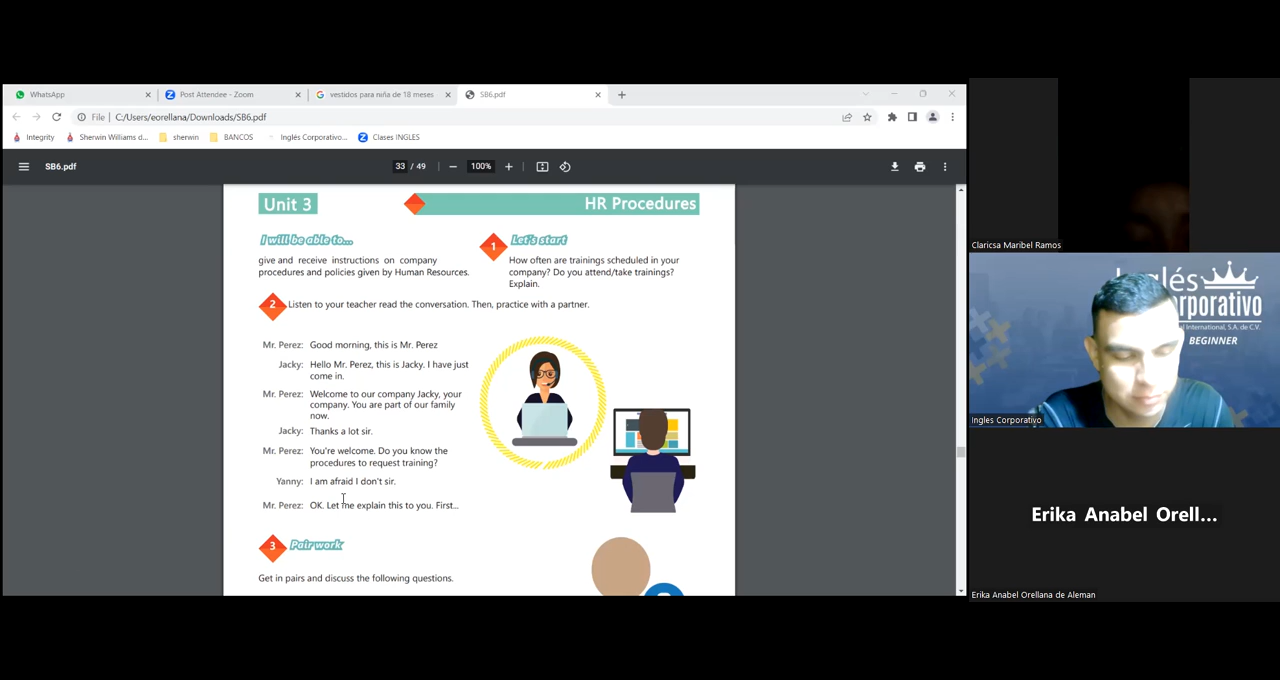 WhatsApp
Post Attendee - Zoom
vestidos para niña de 18 meses
SB6.pdf
File | C:/Users/eorellana/Downloads/SB6.pdf
Integrity
Sherwin Williams d...
sherwin
BANCOS
Inglés Corporativo...
Clases INGLES
SB6.pdf
33 / 49
100%
Unit 3
HR Procedures
I will be able to...
give and receive instructions on company
procedures and policies given by Human Resources.
1
Let's start
How often are trainings scheduled in your
company? Do you attend/take trainings?
Explain.
2
Listen to your teacher read the conversation. Then, practice with a partner.
Mr. Perez: Good morning, this is Mr. Perez
Jacky: Hello Mr. Perez, this is Jacky. I have just
come in.
Mr. Perez: Welcome to our company Jacky, your
company. You are part of our family
now.
Jacky: Thanks a lot sir.
Mr. Perez: You're welcome. Do you know the
procedures to request training?
Yanny: I am afraid I don't sir.
Mr. Perez: OK. Let me explain this to you. First...
3
Pair work
Get in pairs and discuss the following questions.
Claricsa Maribel Ramos
Inglés
rporativo
l International, S.A. de C.V.
BEGINNER
Ingles Corporativo
Erika Anabel Orell...
Erika Anabel Orellana de Aleman